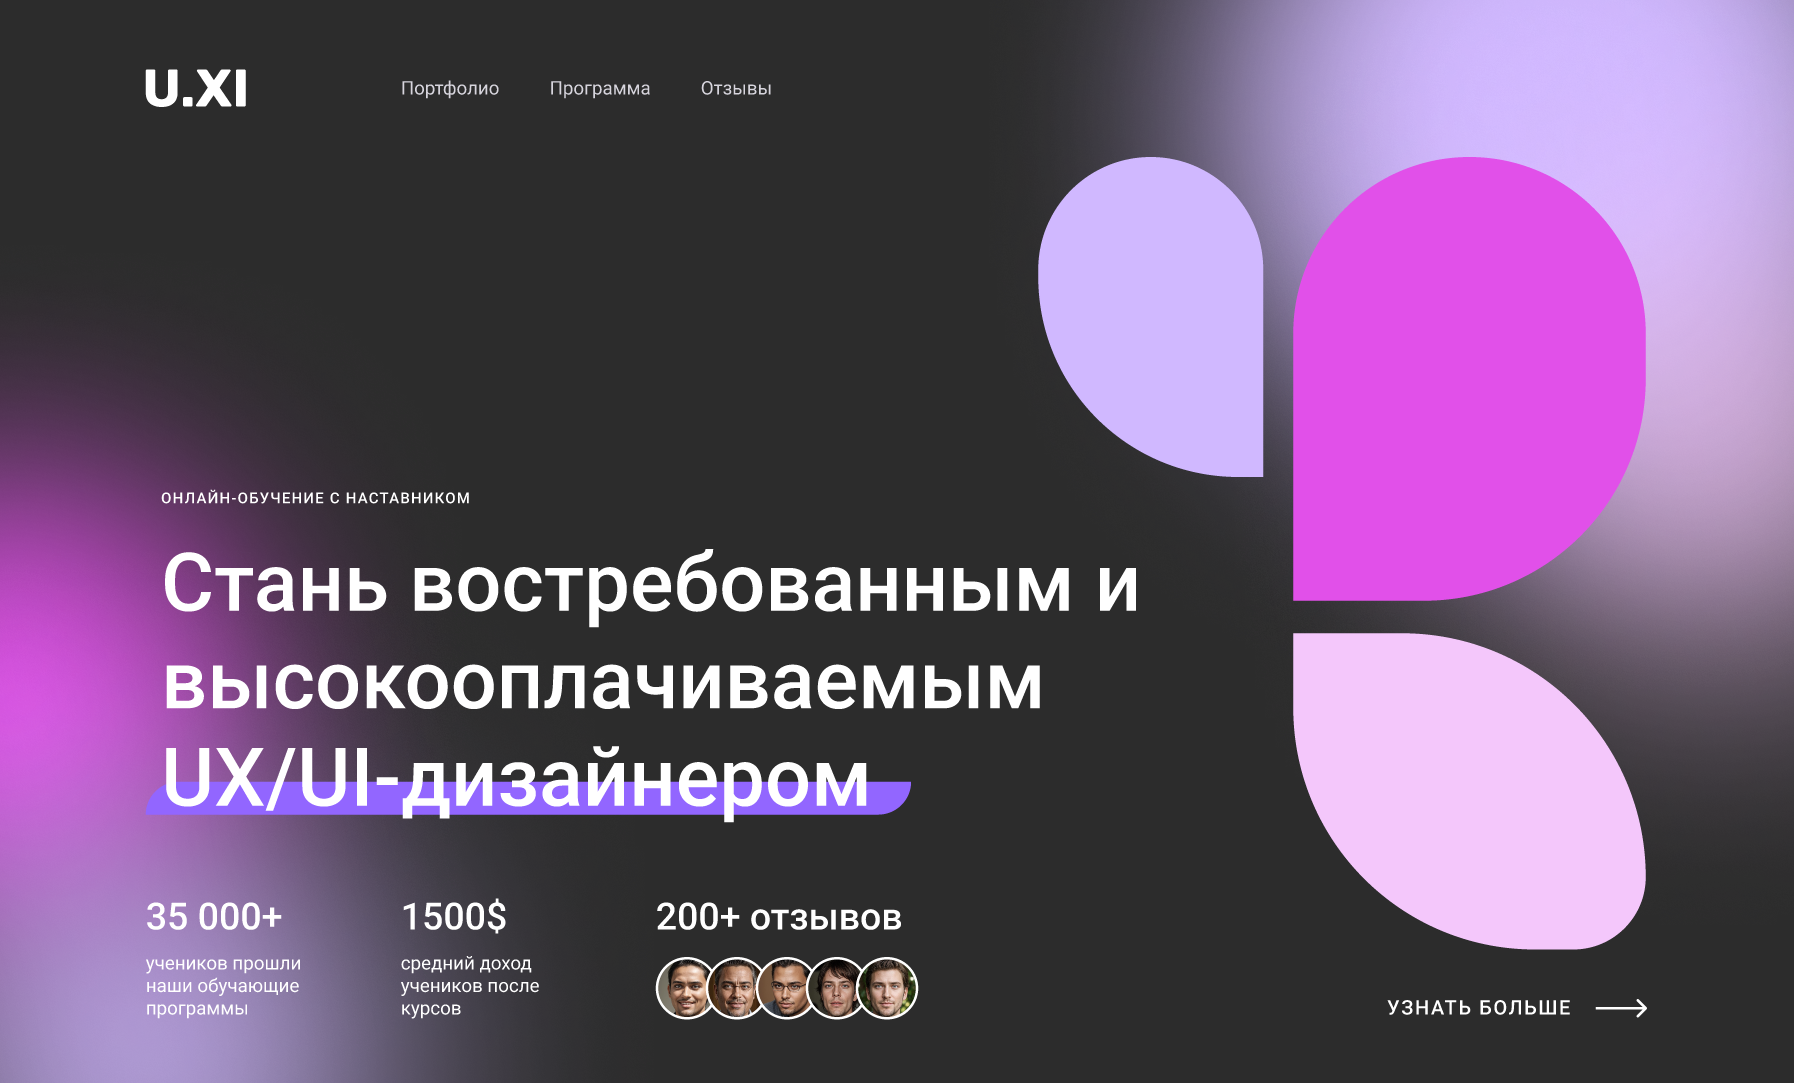 U.XI
Портфолио
Программа
Отзывы
ОНЛАЙН-ОБУЧЕНИЕ С НАСТАВНИКОМ
Стань востребованным и
высокооплачиваемым
UX/UI-дизайнером
35 000+
учеников прошли
наши обучающие
программы
1500$
средний доход
учеников после
курсов
200+ отзывов
УЗНАТЬ БОЛЬШЕ